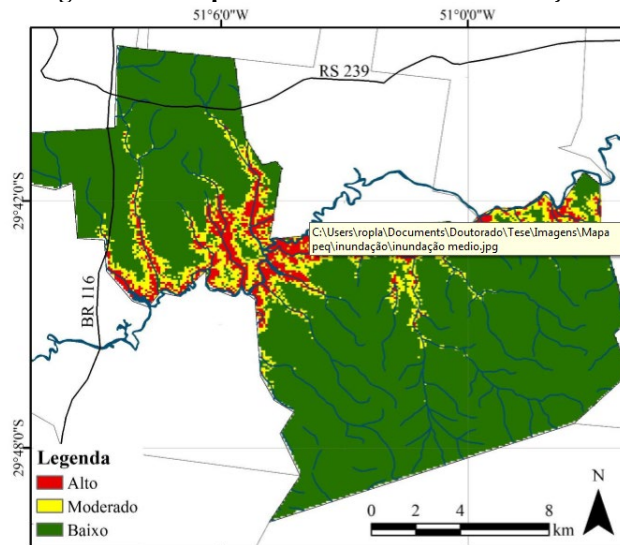 51°6'0"W
51°0'0"W
RS 239
29°42'0"S
C:\Users\ropla\Documents\Doutorado\Tese\Imagens\Mapa
peq\inundação\inundação medio.jpg
BR 116
29°48'0"S
Legenda
Alto
Moderado
Baixo
N
0 2 4 8
km